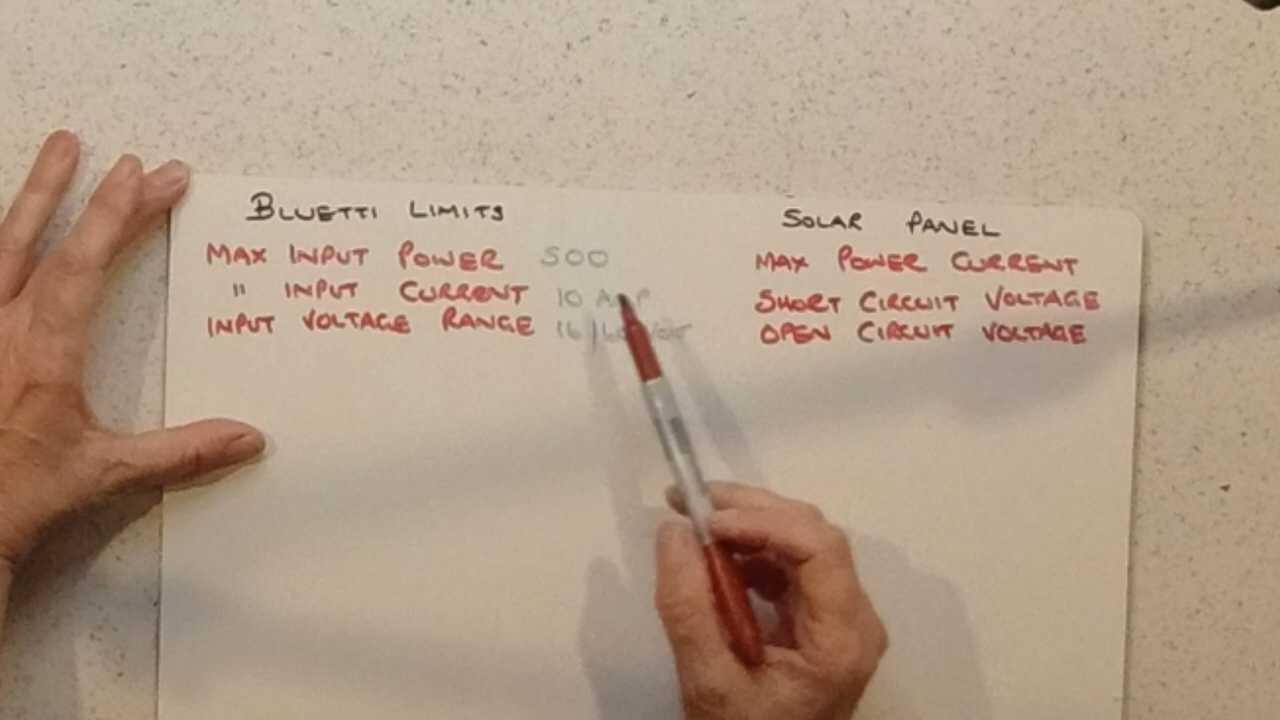 BLUETTI LIMITS
MAX INPUT POWER 500
" INPUT CURRENT 10
INPUT VOLTAGE RANGE
SOLAR PANEL
MAX POWER CURRENT
SHORT CIRCUIT VOLTAGE
OPEN CIRCUIT VOLTAGE